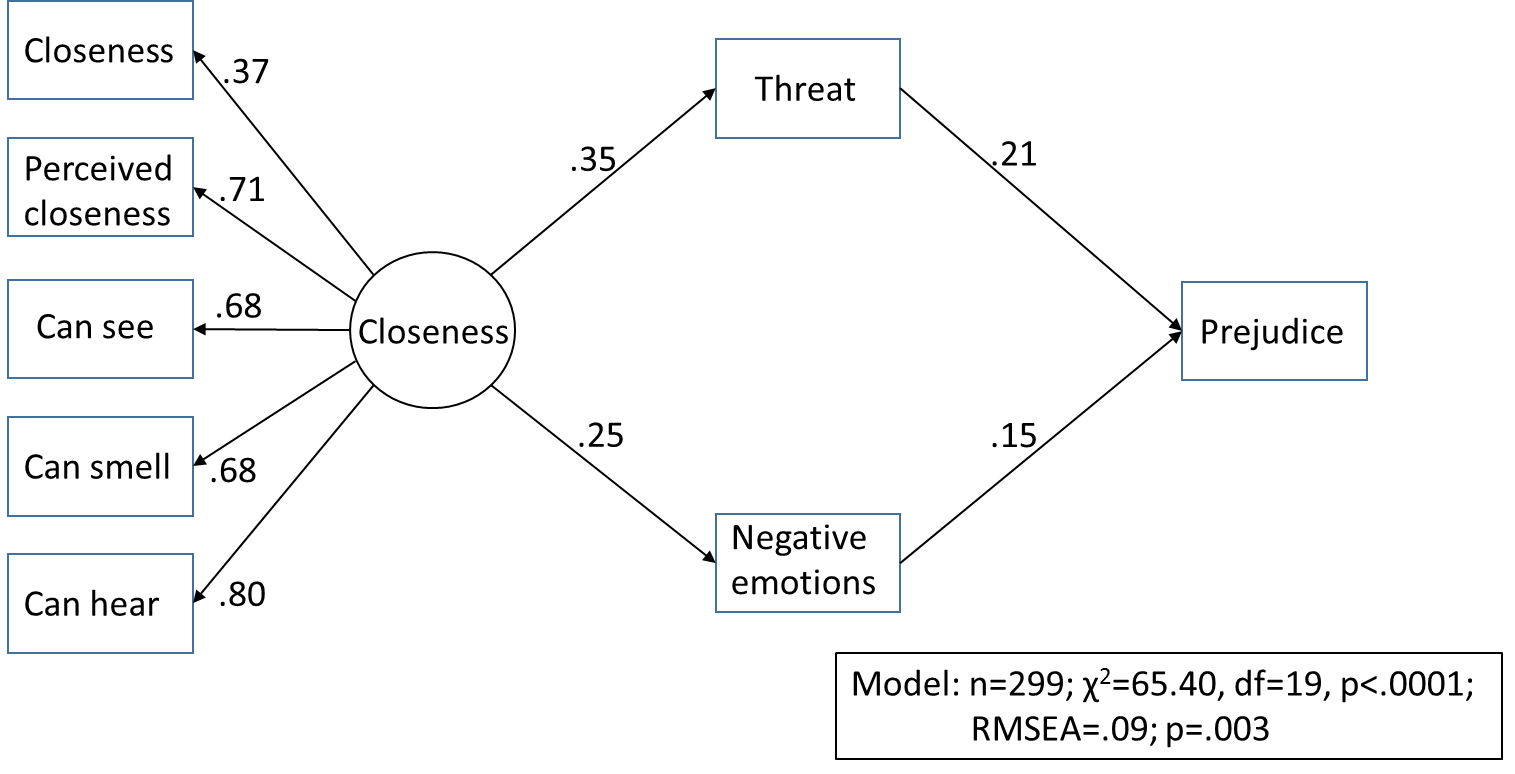 Closeness
.37
Perceived
closeness
.71
Can see
.68
Can smell
.68
Can hear
.80
Closeness
.35
.25
Threat
Negative
emotions
.21
.15
Prejudice
Model: n=299; χ²=65.40, df=19, p<.0001;
RMSEA=.09; p=.003